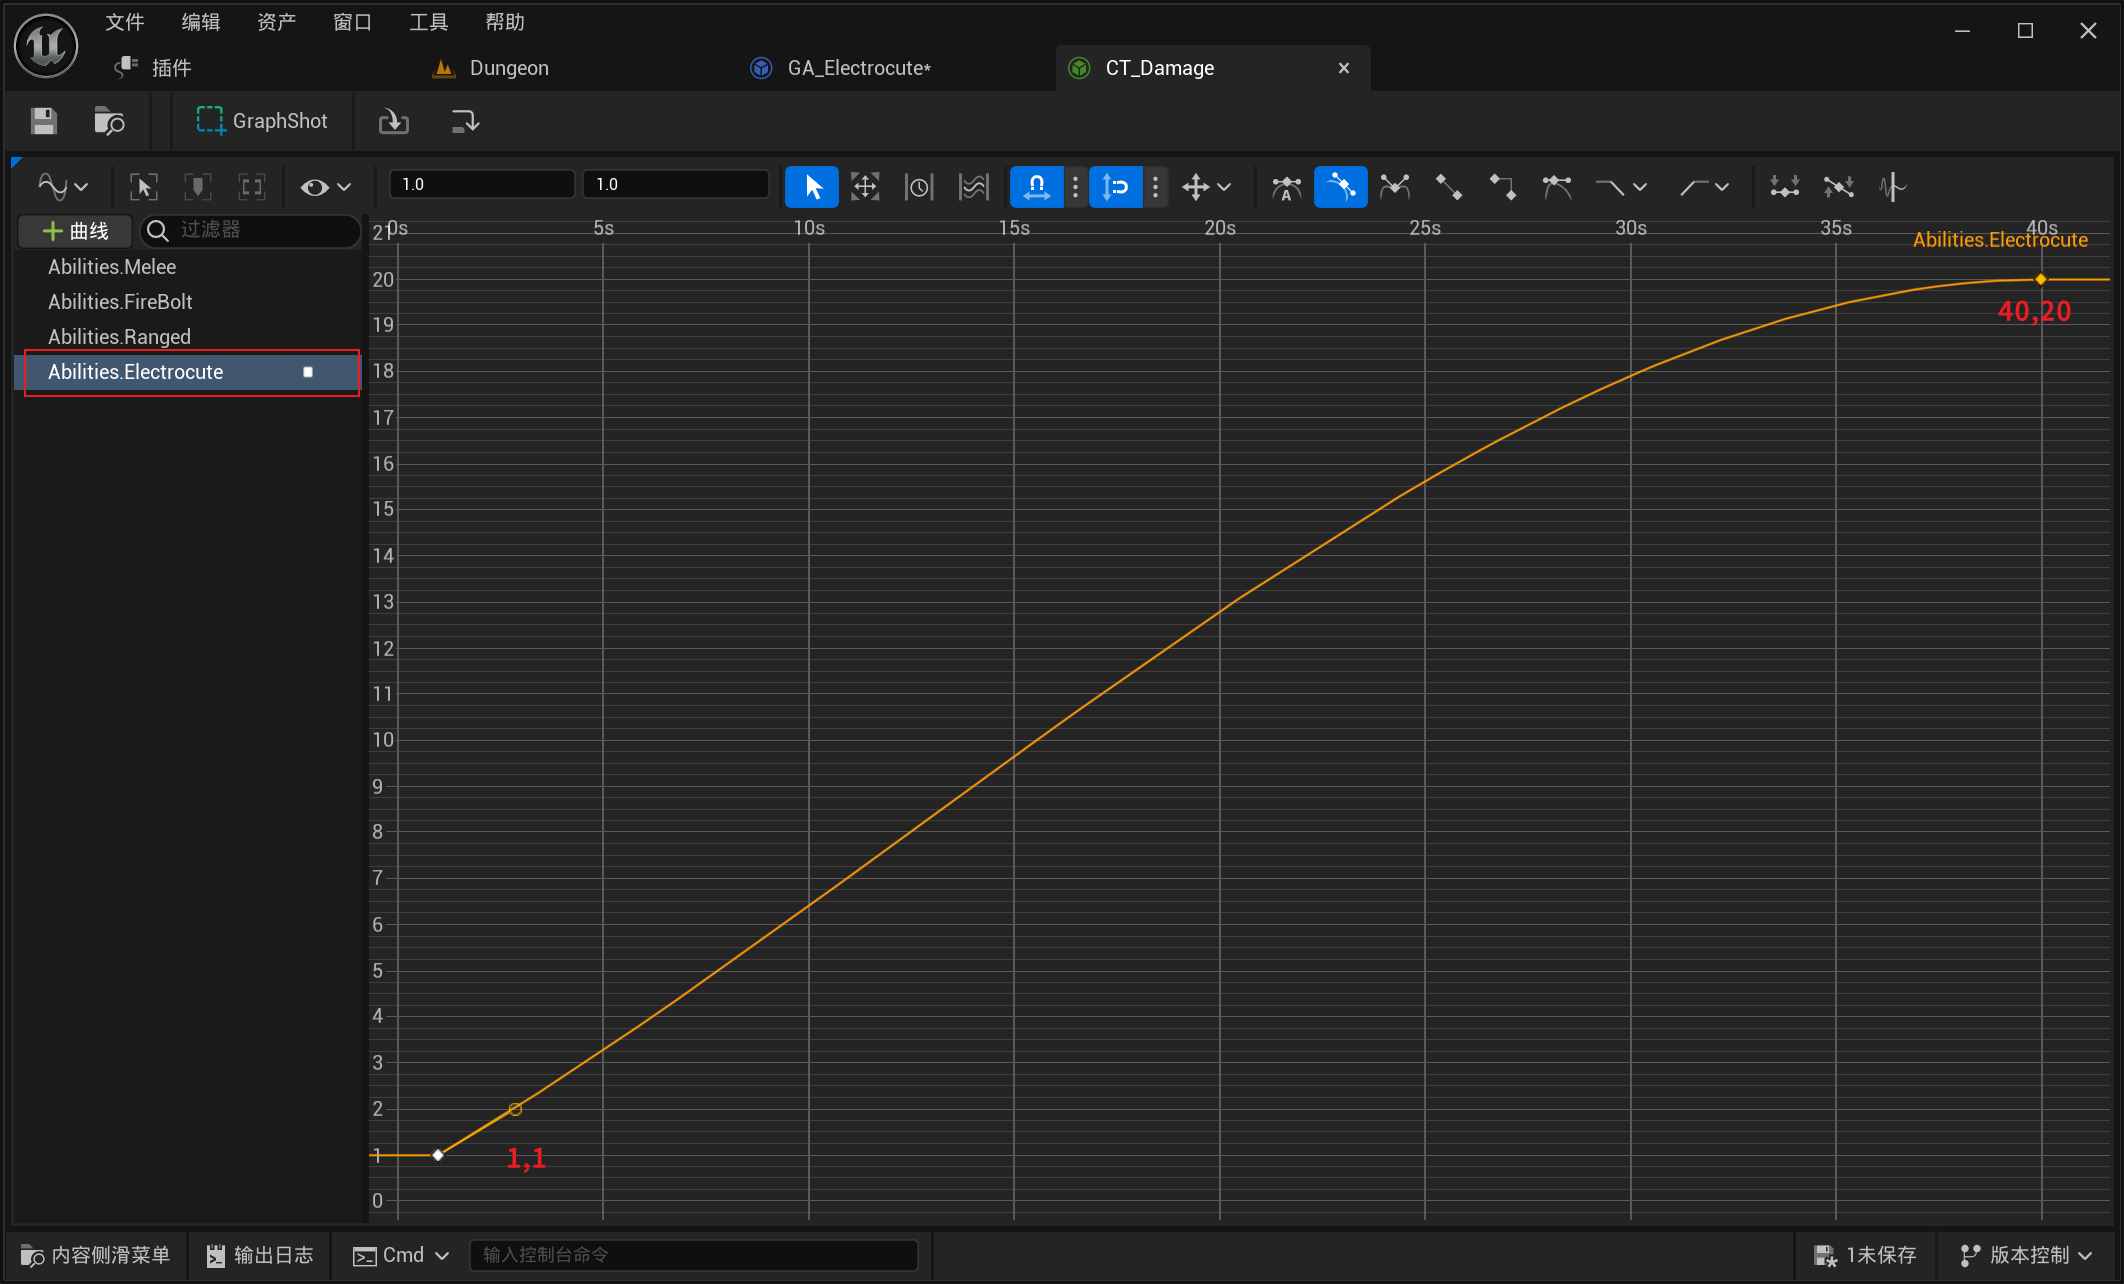 文件 编辑 资产 窗口 工具 帮助
插件 Dungeon GA_Electrocute* CT_Damage
GraphShot
1.0 1.0
曲线 过滤器
Abilities.Melee
Abilities.FireBolt
Abilities.Ranged
Abilities.Electrocute
0s 5s 10s 15s 20s 25s 30s 35s 40s
Abilities.Electrocute
21
20
19
18
17
16
15
14
13
12
11
10
9
8
7
6
5
4
3
2
1
0
40,20
1,1
内容侧滑菜单 输出日志 Cmd 输入控制台命令 1未保存 版本控制